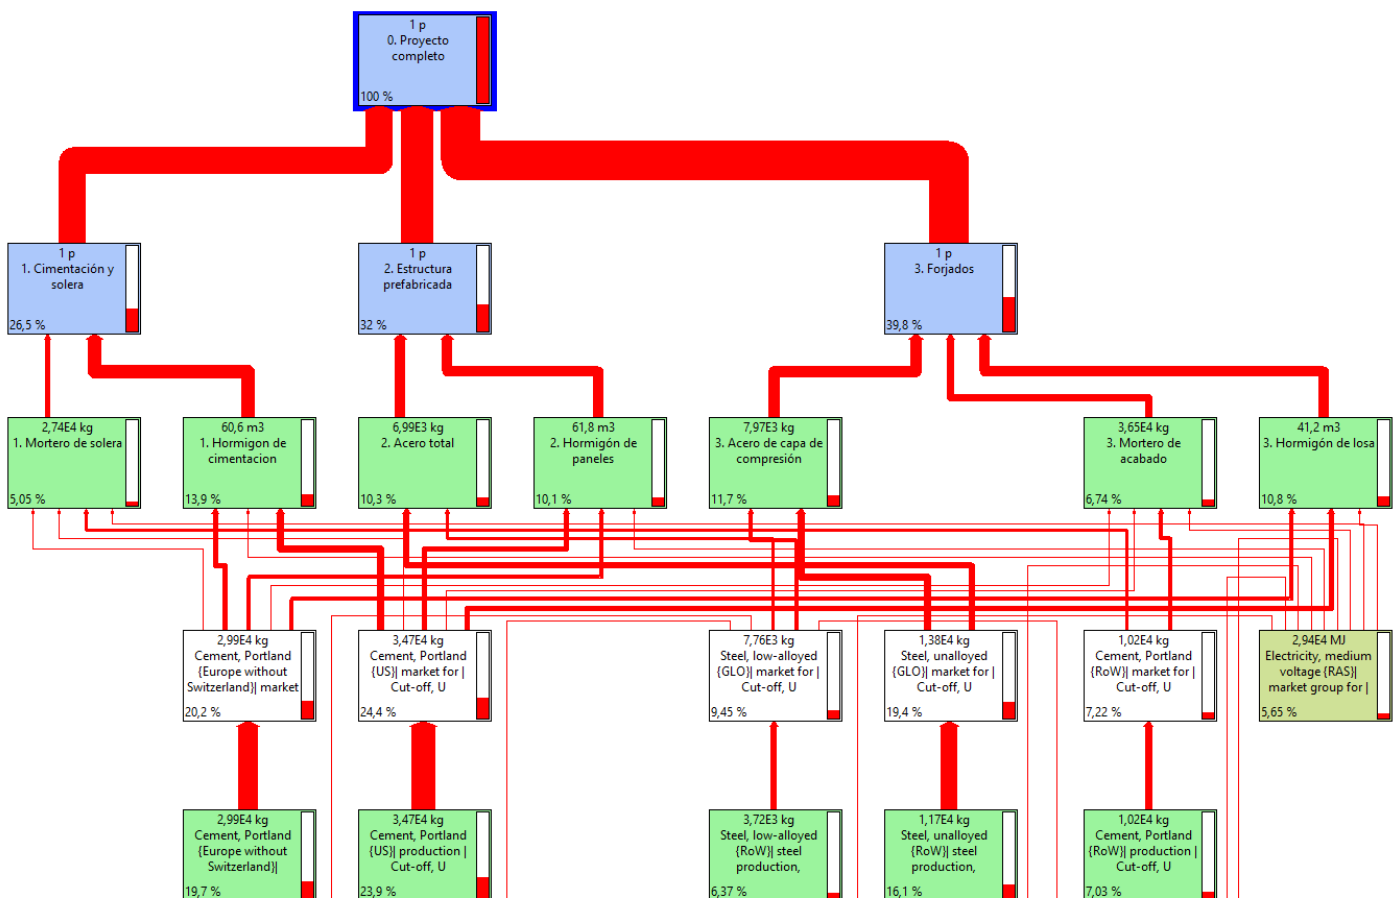 1 p
0. Proyecto
completo
100 %
1 p
1. Cimentación y
solera
26,5 %
1 p
2. Estructura
prefabricada
32 %
1 p
3. Forjados
39,8 %
2,74E4 kg
1. Mortero de solera
5,05 %
60,6 m3
1. Hormigon de
cimentacion
13,9 %
6,99E3 kg
2. Acero total
10,3 %
61,8 m3
2. Hormigón de
paneles
10,1 %
7,97E3 kg
3. Acero de capa de
compresión
11,7 %
3,65E4 kg
3. Mortero de
acabado
6,74 %
41,2 m3
3. Hormigón de losa
10,8 %
2,99E4 kg
Cement, Portland
{Europe without
Switzerland}| market
20,2 %
3,47E4 kg
Cement, Portland
{US}| market for |
Cut-off, U
24,4 %
7,76E3 kg
Steel, low-alloyed
{GLO}| market for |
Cut-off, U
9,45 %
1,38E4 kg
Steel, unalloyed
{GLO}| market for |
Cut-off, U
19,4 %
1,02E4 kg
Cement, Portland
{RoW}| market for |
Cut-off, U
7,22 %
2,94E4 MJ
Electricity, medium
voltage {RAS}|
market group for |
5,65 %
2,99E4 kg
Cement, Portland
{Europe without
Switzerland}|
19,7 %
3,47E4 kg
Cement, Portland
{US}| production |
Cut-off, U
23,9 %
3,72E3 kg
Steel, low-alloyed
{RoW}| steel
production,
6,37 %
1,17E4 kg
Steel, unalloyed
{RoW}| steel
production,
16,1 %
1,02E4 kg
Cement, Portland
{RoW}| production |
Cut-off, U
7,03 %